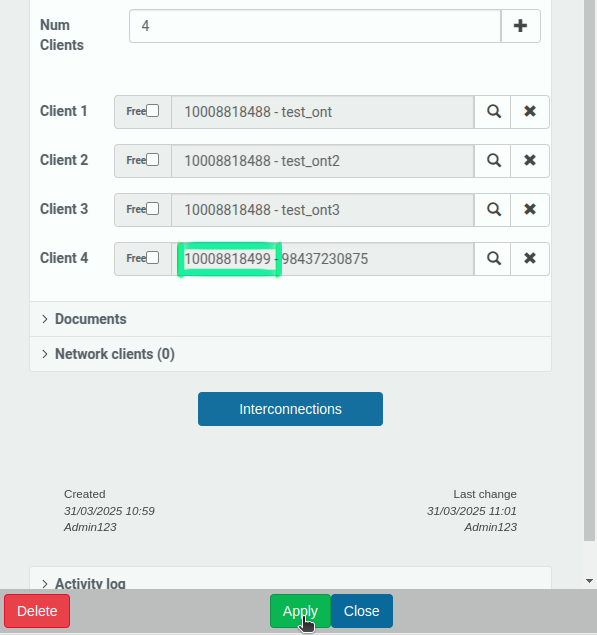 Num
Clients
4
Client 1 Free 10008818488 - test_ont
Client 2 Free 10008818488 - test_ont2
Client 3 Free 10008818488 - test_ont3
Client 4 Free 10008818499 - 98437230875
Documents
Network clients (0)
Interconnections
Created Last change
31/03/2025 10:59 31/03/2025 11:01
Admin123 Admin123
Activity log
Delete Apply Close